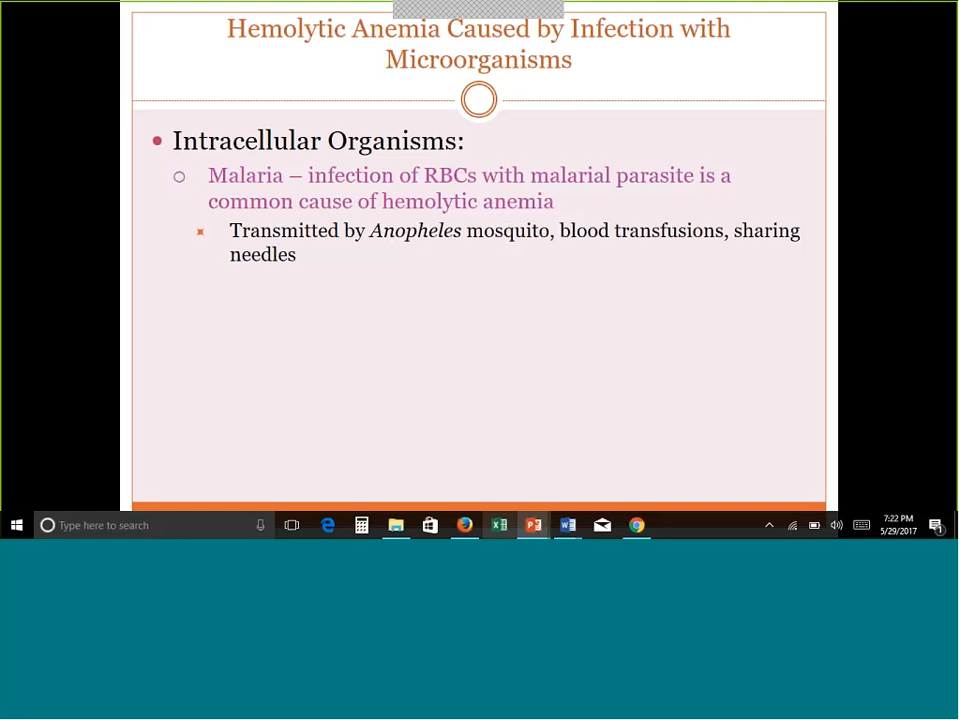 Hemolytic Anemia Caused by Infection with
Microorganisms
Intracellular Organisms:
Malaria – infection of RBCs with malarial parasite is a
common cause of hemolytic anemia
Transmitted by Anopheles mosquito, blood transfusions, sharing
needles
Type here to search
7:22 PM
5/29/2017
1